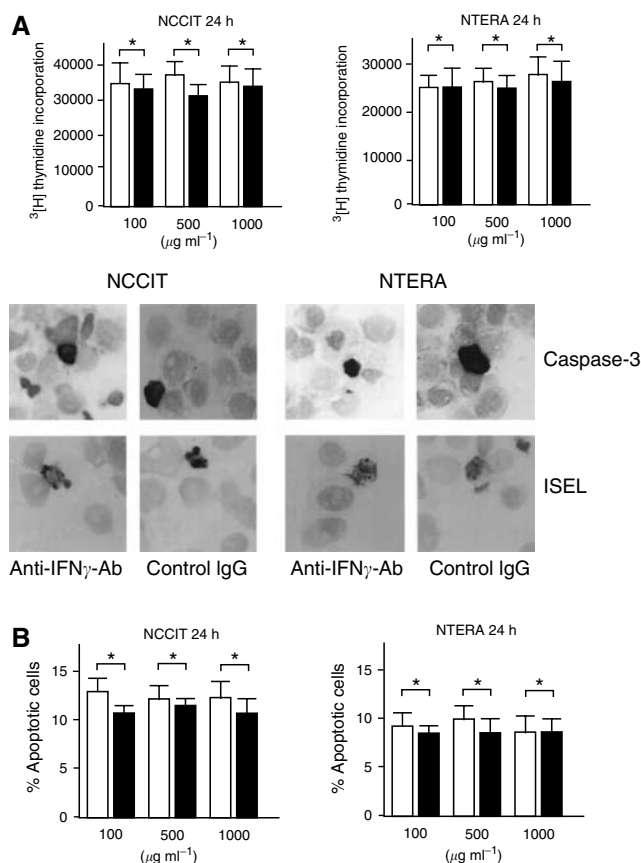 A
NCCIT 24 h
³[H] thymidine incorporation
40000
30000
20000
10000
0
* * *
100 500 1000
(μg ml⁻¹)
NTERA 24 h
³[H] thymidine incorporation
30000
20000
10000
0
* * *
100 500 1000
(μg ml⁻¹)
NCCIT NTERA
Caspase-3
ISEL
Anti-IFNγ-Ab Control IgG Anti-IFNγ-Ab Control IgG
B
NCCIT 24 h
% Apoptotic cells
15
10
5
0
* * *
100 500 1000
(μg ml⁻¹)
NTERA 24 h
% Apoptotic cells
15
10
5
0
* * *
100 500 1000
(μg ml⁻¹)